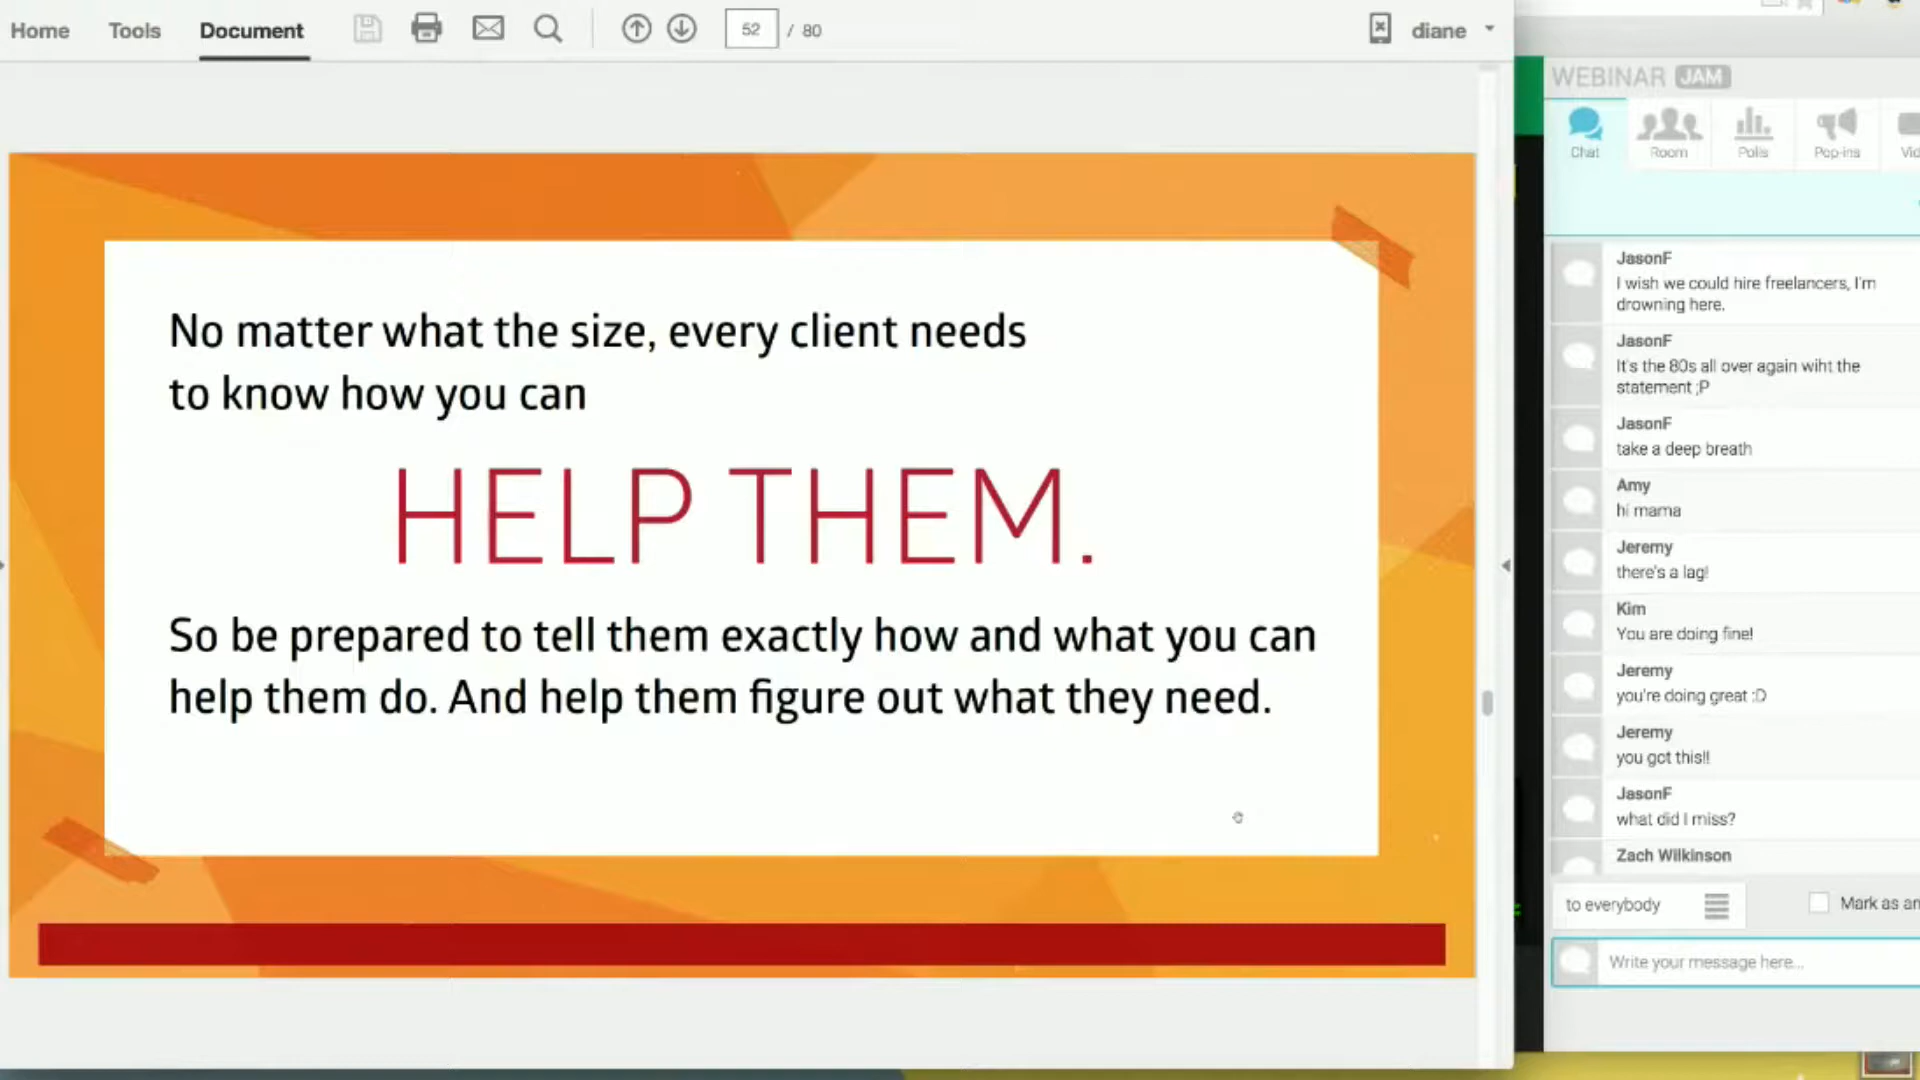 Home Tools Document 52 / 80 diane
No matter what the size, every client needs
to know how you can
HELP THEM.
So be prepared to tell them exactly how and what you can
help them do. And help them figure out what they need.
WEBINAR JAM
Chat Room Polls Pop-ins
JasonF
I wish we could hire freelancers, I'm
drowning here.
JasonF
It's the 80s all over again wiht the
statement ;P
JasonF
take a deep breath
Amy
hi mama
Jeremy
there's a lag!
Kim
You are doing fine!
Jeremy
you're doing great :D
Jeremy
you got this!!
JasonF
what did I miss?
Zach Wilkinson
to everybody Mark as an
Write your message here...